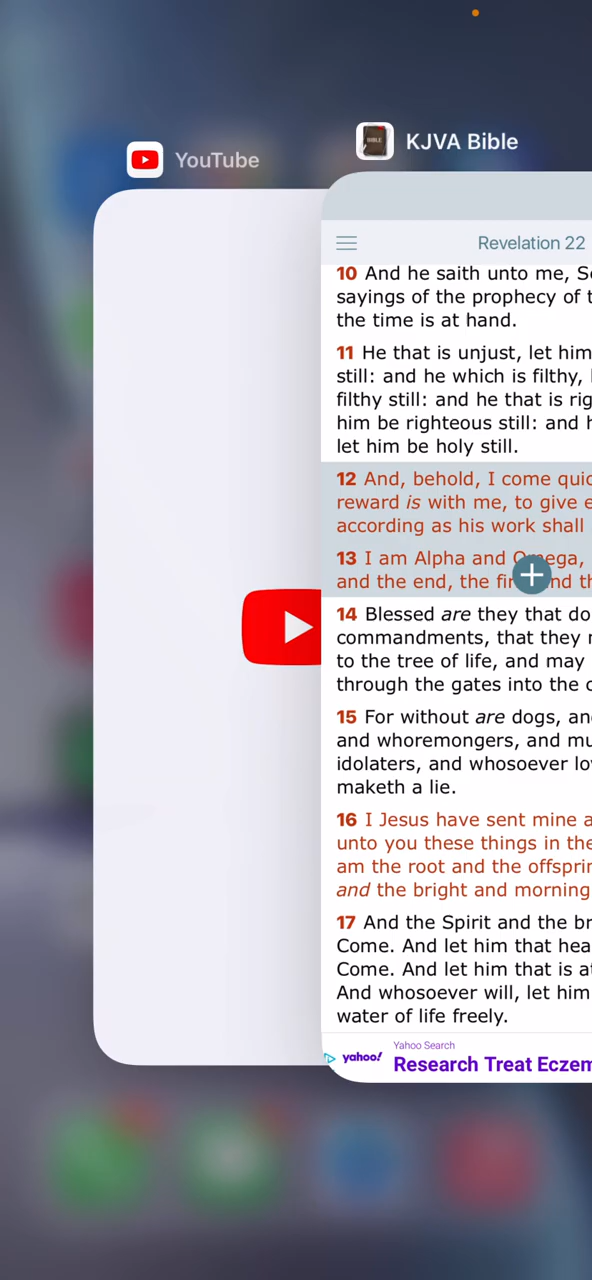 YouTube
KJVA Bible
BIBLE
Revelation 22
10 And he saith unto me, Se
sayings of the prophecy of t
the time is at hand.
11 He that is unjust, let him
still: and he which is filthy,
filthy still: and he that is rig
him be righteous still: and h
let him be holy still.
12 And, behold, I come quic
reward is with me, to give e
according as his work shall
13 I am Alpha and Omega,
and the end, the fir nd th
14 Blessed are they that do
commandments, that they
to the tree of life, and may
through the gates into the c
15 For without are dogs, and
and whoremongers, and mu
idolaters, and whosoever lo
maketh a lie.
16 I Jesus have sent mine a
unto you these things in the
am the root and the offsprin
and the bright and morning
17 And the Spirit and the br
Come. And let him that hea
Come. And let him that is at
And whosoever will, let him
water of life freely.
Yahoo Search
yahoo!
Research Treat Eczem